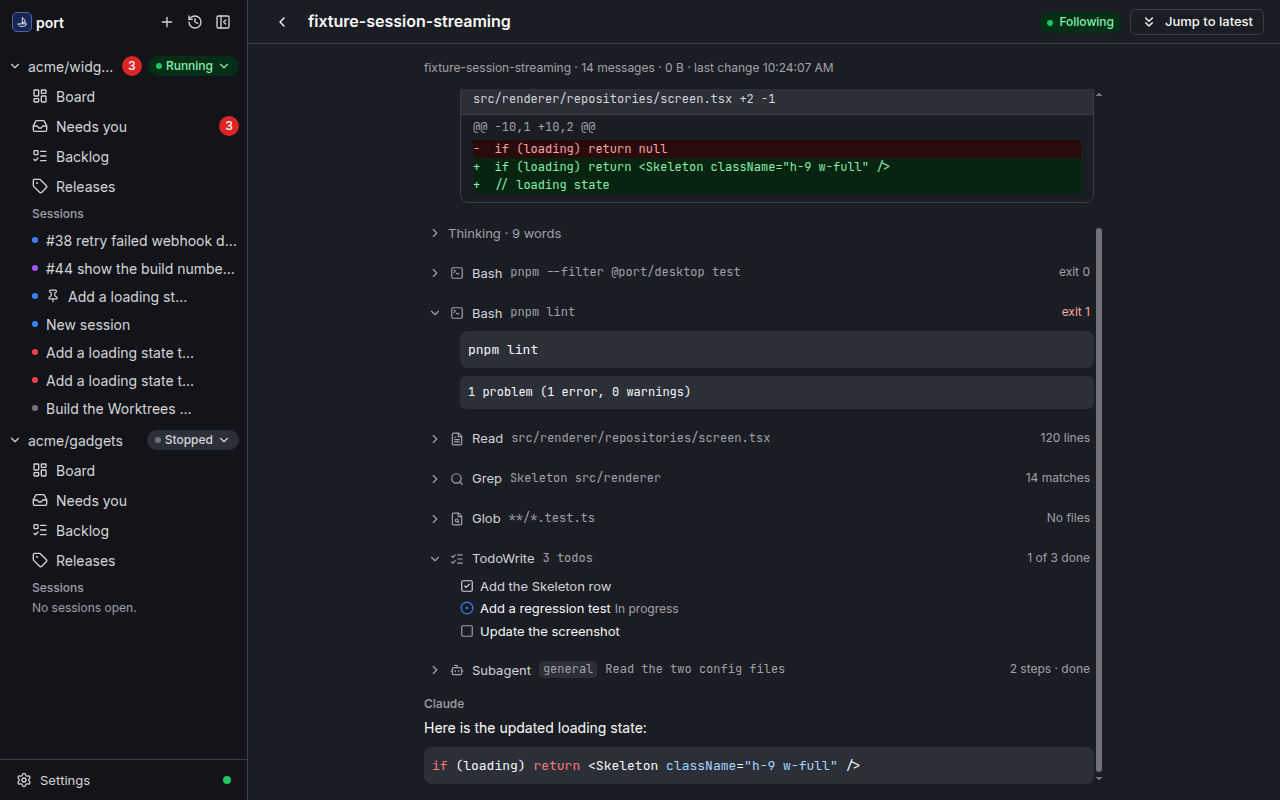 port
acme/widg... 3 Running
Board
Needs you 3
Backlog
Releases
Sessions
#38 retry failed webhook d...
#44 show the build numbe...
Add a loading st...
New session
Add a loading state t...
Add a loading state t...
Build the Worktrees ...
acme/gadgets Stopped
Board
Needs you
Backlog
Releases
Sessions
No sessions open.
Settings
fixture-session-streaming Following Jump to latest
fixture-session-streaming · 14 messages · 0 B · last change 10:24:07 AM
src/renderer/repositories/screen.tsx +2 -1
@@ -10,1 +10,2 @@
- if (loading) return null
+ if (loading) return <Skeleton className="h-9 w-full" />
+ // loading state
Thinking · 9 words
Bash pnpm --filter @port/desktop test exit 0
Bash pnpm lint exit 1
pnpm lint
1 problem (1 error, 0 warnings)
Read src/renderer/repositories/screen.tsx 120 lines
Grep Skeleton src/renderer 14 matches
Glob **/*.test.ts No files
TodoWrite 3 todos 1 of 3 done
Add the Skeleton row
Add a regression test In progress
Update the screenshot
Subagent general Read the two config files 2 steps · done
Claude
Here is the updated loading state:
if (loading) return <Skeleton className="h-9 w-full" />